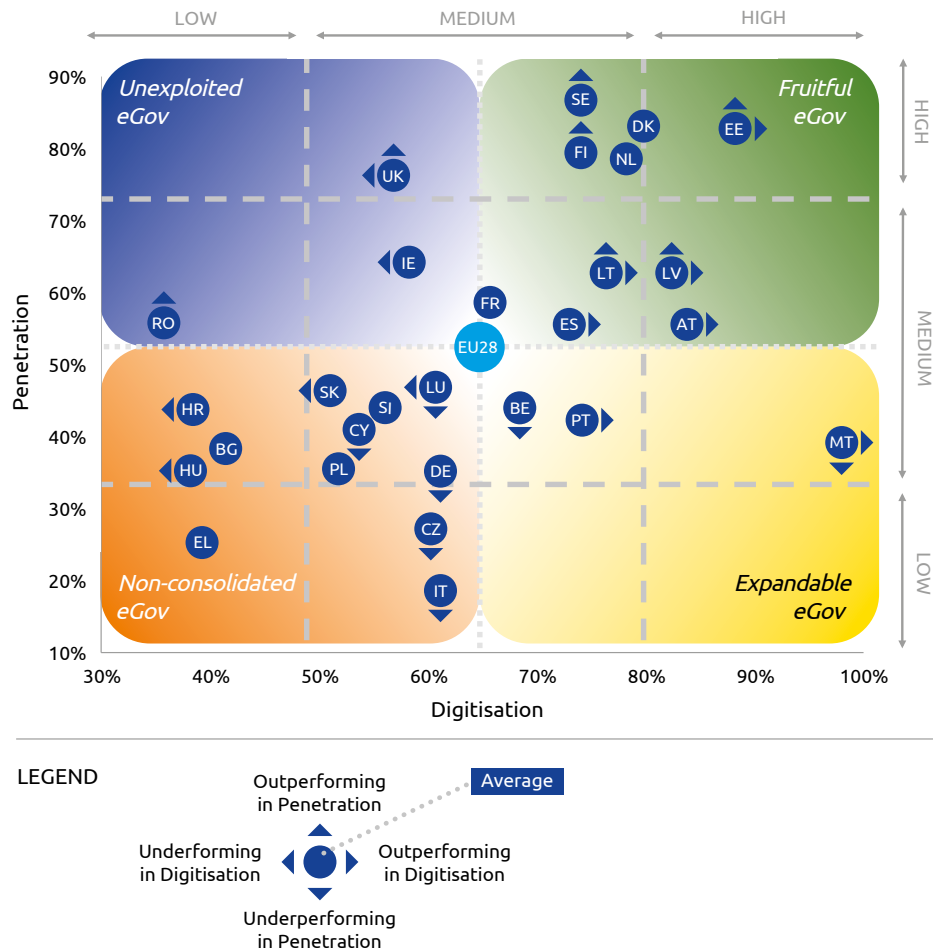 LOW
MEDIUM
HIGH
90%
80%
70%
60%
50%
40%
30%
20%
10%
Penetration
Unexploited
eGov
Fruitful
eGov
SE
DK
EE
FI
NL
UK
IE
LT
LV
FR
RO
ES
AT
EU28
SK
LU
HR
SI
BE
CY
PT
BG
MT
PL
HU
DE
CZ
EL
IT
Non-consolidated
eGov
Expandable
eGov
HIGH
MEDIUM
LOW
30%
40%
50%
60%
70%
80%
90%
100%
Digitisation
LEGEND
Outperforming
in Penetration
Average
Underforming
in Digitisation
Outperforming
in Digitisation
Underperforming
in Penetration